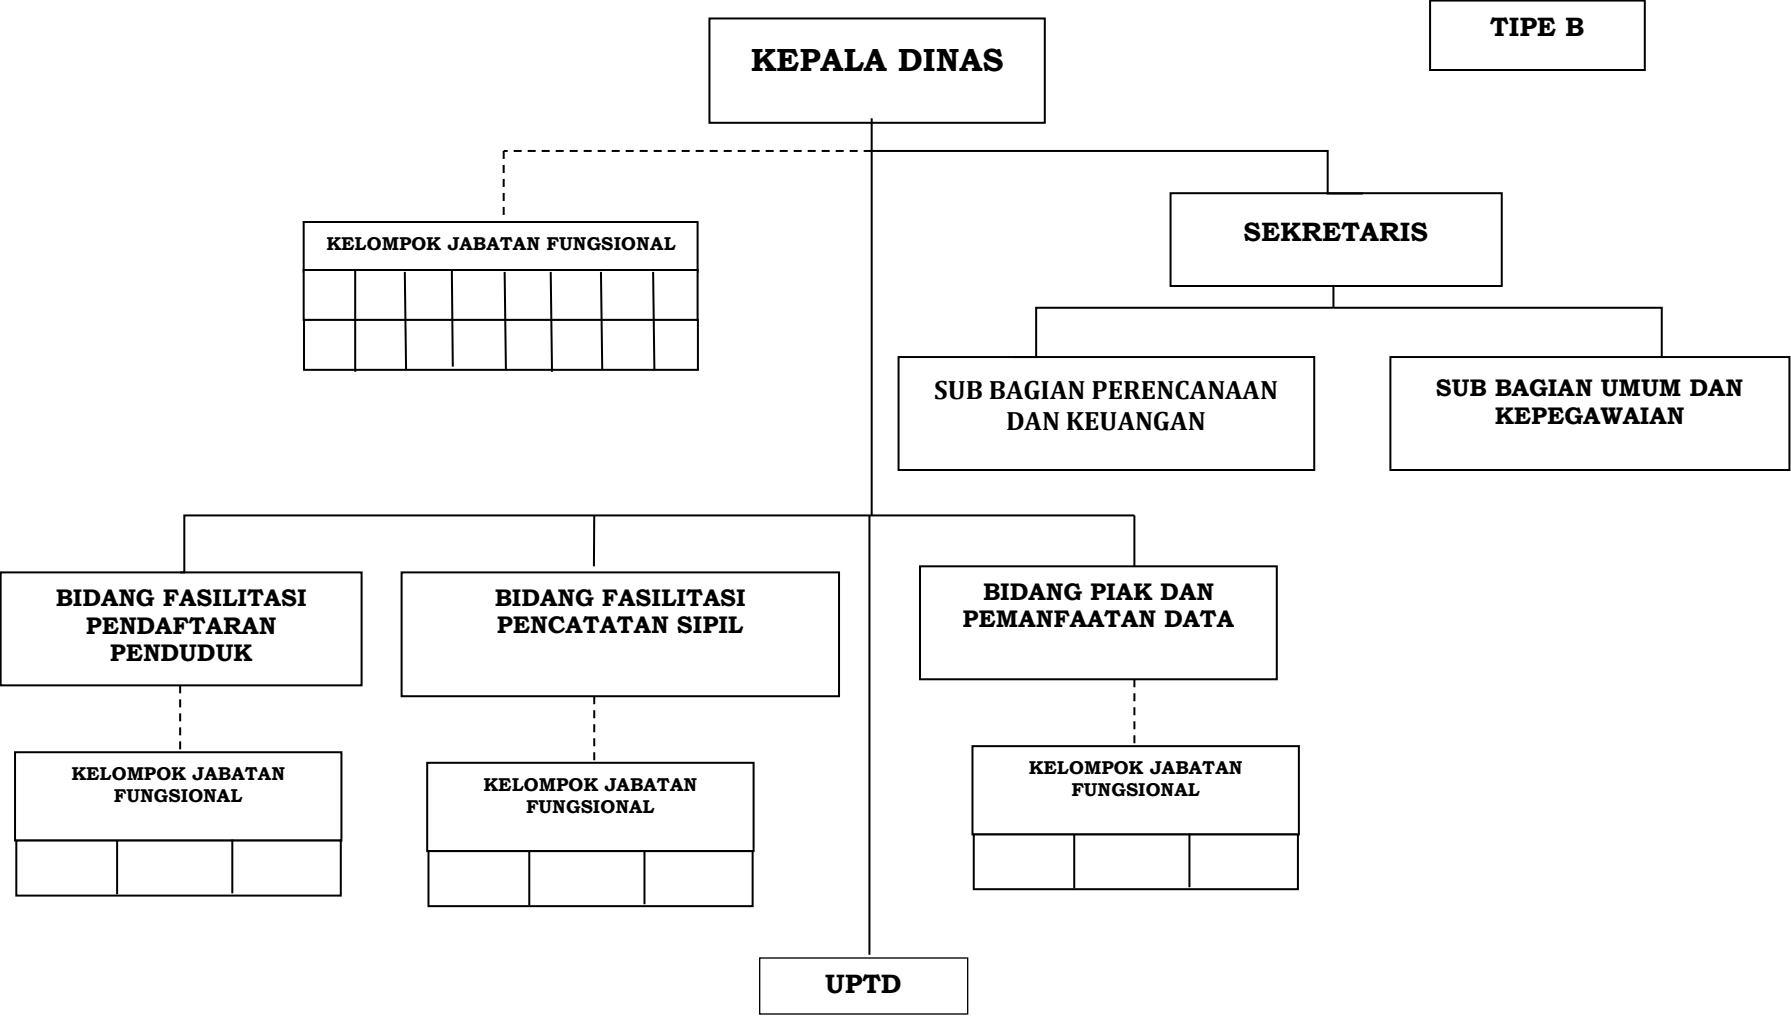 TIPE B
KEPALA DINAS
SEKRETARIS
KELOMPOK JABATAN FUNGSIONAL
SUB BAGIAN PERENCANAAN
DAN KEUANGAN
SUB BAGIAN UMUM DAN
KEPEGAWAIAN
BIDANG FASILITASI
PENDAFTARAN
PENDUDUK
BIDANG FASILITASI
PENCATATAN SIPIL
BIDANG PIAK DAN
PEMANFAATAN DATA
KELOMPOK JABATAN
FUNGSIONAL
KELOMPOK JABATAN
FUNGSIONAL
KELOMPOK JABATAN
FUNGSIONAL
UPTD